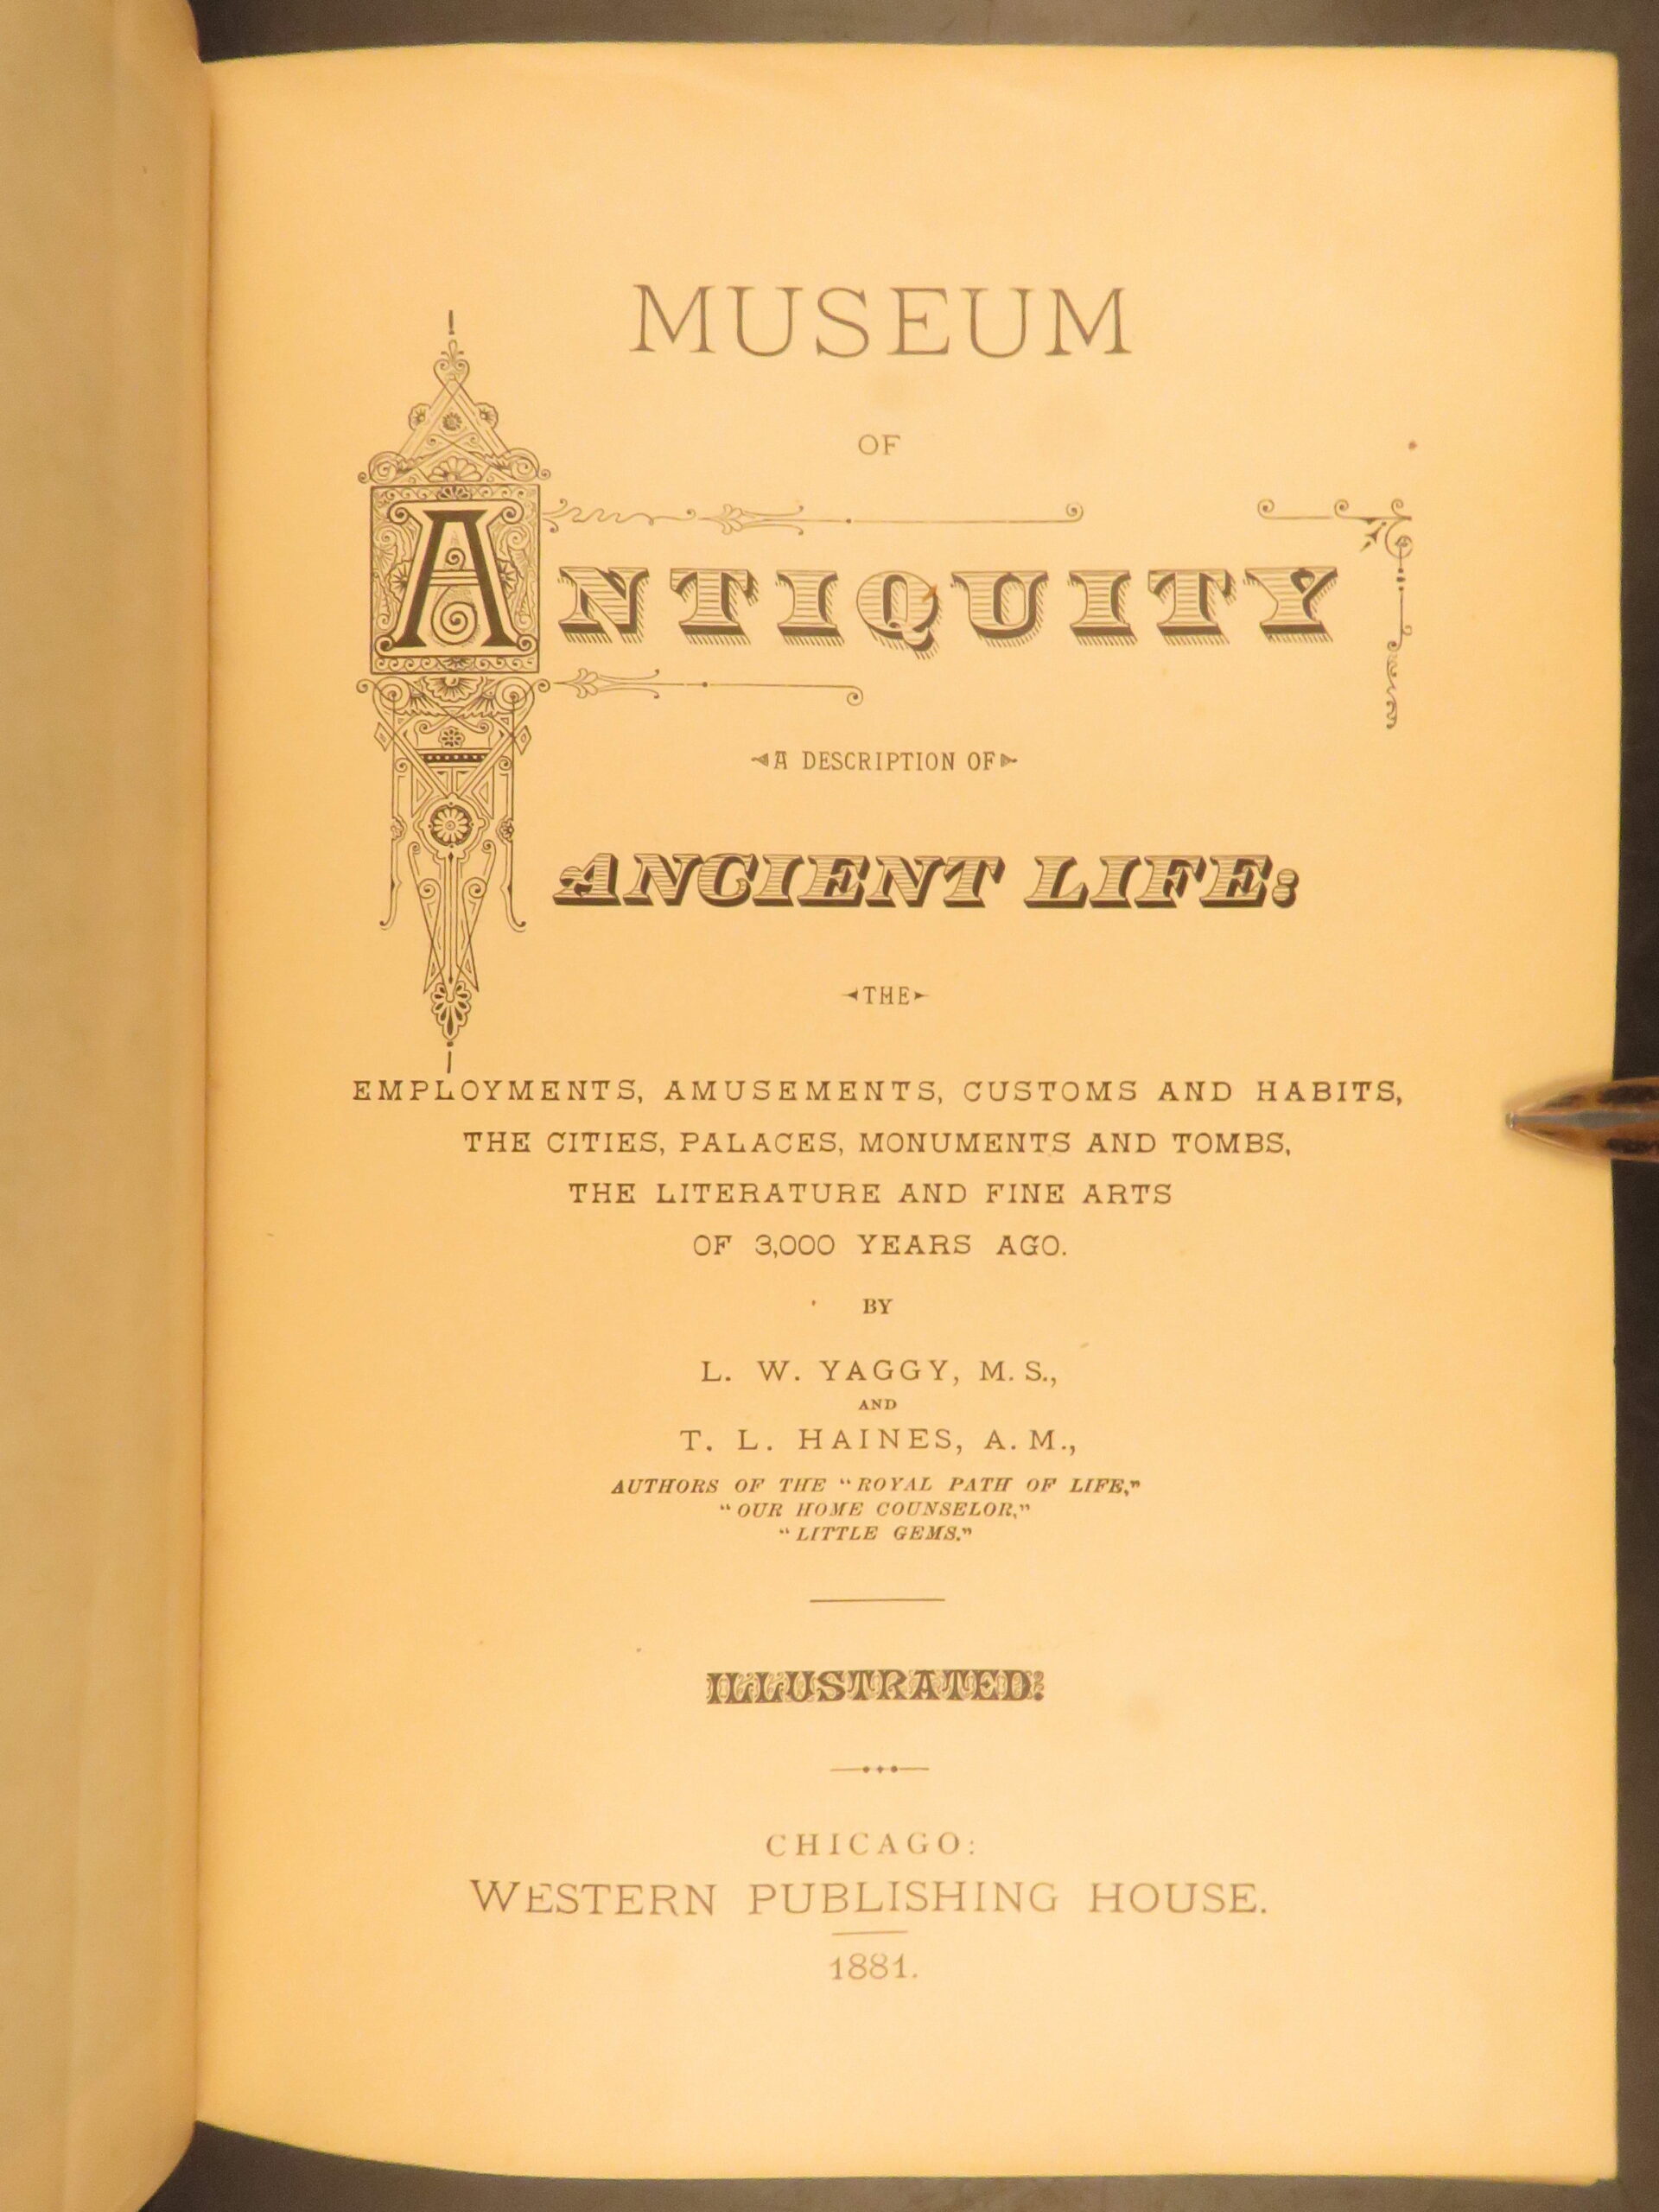 MUSEUM
OF
ANTIQUITY
A DESCRIPTION OF
ANCIENT LIFE:
THE
EMPLOYMENTS, AMUSEMENTS, CUSTOMS AND HABITS,
THE CITIES, PALACES, MONUMENTS AND TOMBS,
THE LITERATURE AND FINE ARTS
OF 3,000 YEARS AGO.
BY
L. W. YAGGY, M. S.,
AND
T. L. HAINES, A. M.,
AUTHORS OF THE "ROYAL PATH OF LIFE,"
"OUR HOME COUNSELOR,"
"LITTLE GEMS."
ILLUSTRATED.
CHICAGO:
WESTERN PUBLISHING HOUSE.
1881.